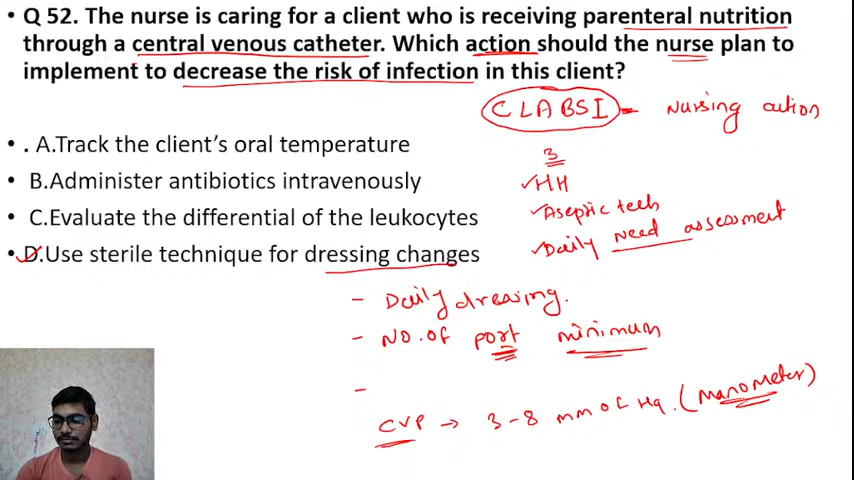 • Q 52. The nurse is caring for a client who is receiving parenteral nutrition
through a central venous catheter. Which action should the nurse plan to
implement to decrease the risk of infection in this client?
CLABSI - Nursing action
• . A.Track the client's oral temperature
• B.Administer antibiotics intravenously
• C.Evaluate the differential of the leukocytes
• D.Use sterile technique for dressing changes
3
✓HH
✓Aseptic tech
✓Daily Need assessment
- Daily dressing.
- No. of port minimum
-
CVP → 3-8 mm of Hg. (Manometer)